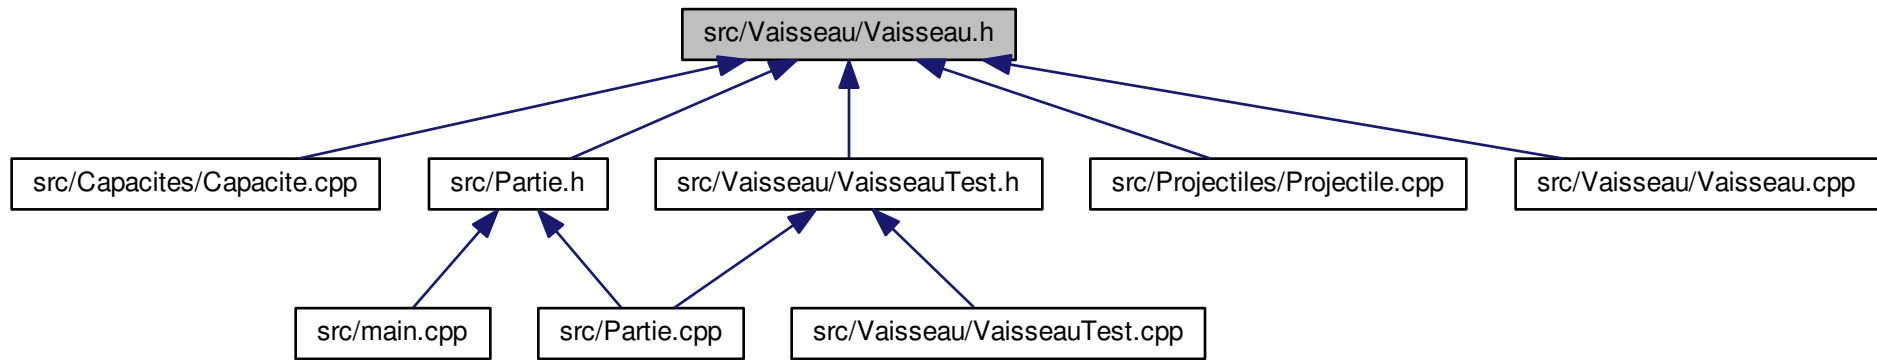 src/Vaisseau/Vaisseau.h
src/Capacites/Capacite.cpp
src/Partie.h
src/Vaisseau/VaisseauTest.h
src/Projectiles/Projectile.cpp
src/Vaisseau/Vaisseau.cpp
src/main.cpp
src/Partie.cpp
src/Vaisseau/VaisseauTest.cpp